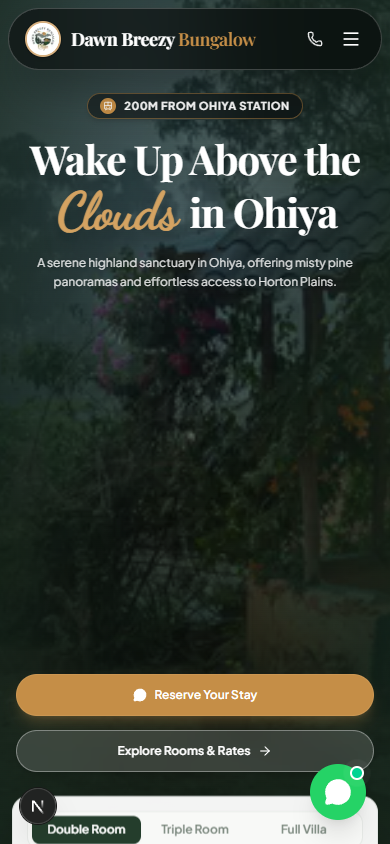 Dawn Breezy Bungalow
200M FROM OHIYA STATION
Wake Up Above the
Clouds in Ohiya
A serene highland sanctuary in Ohiya, offering misty pine
panoramas and effortless access to Horton Plains.
Reserve Your Stay
Explore Rooms & Rates →
N
Double Room
Triple Room
Full Villa